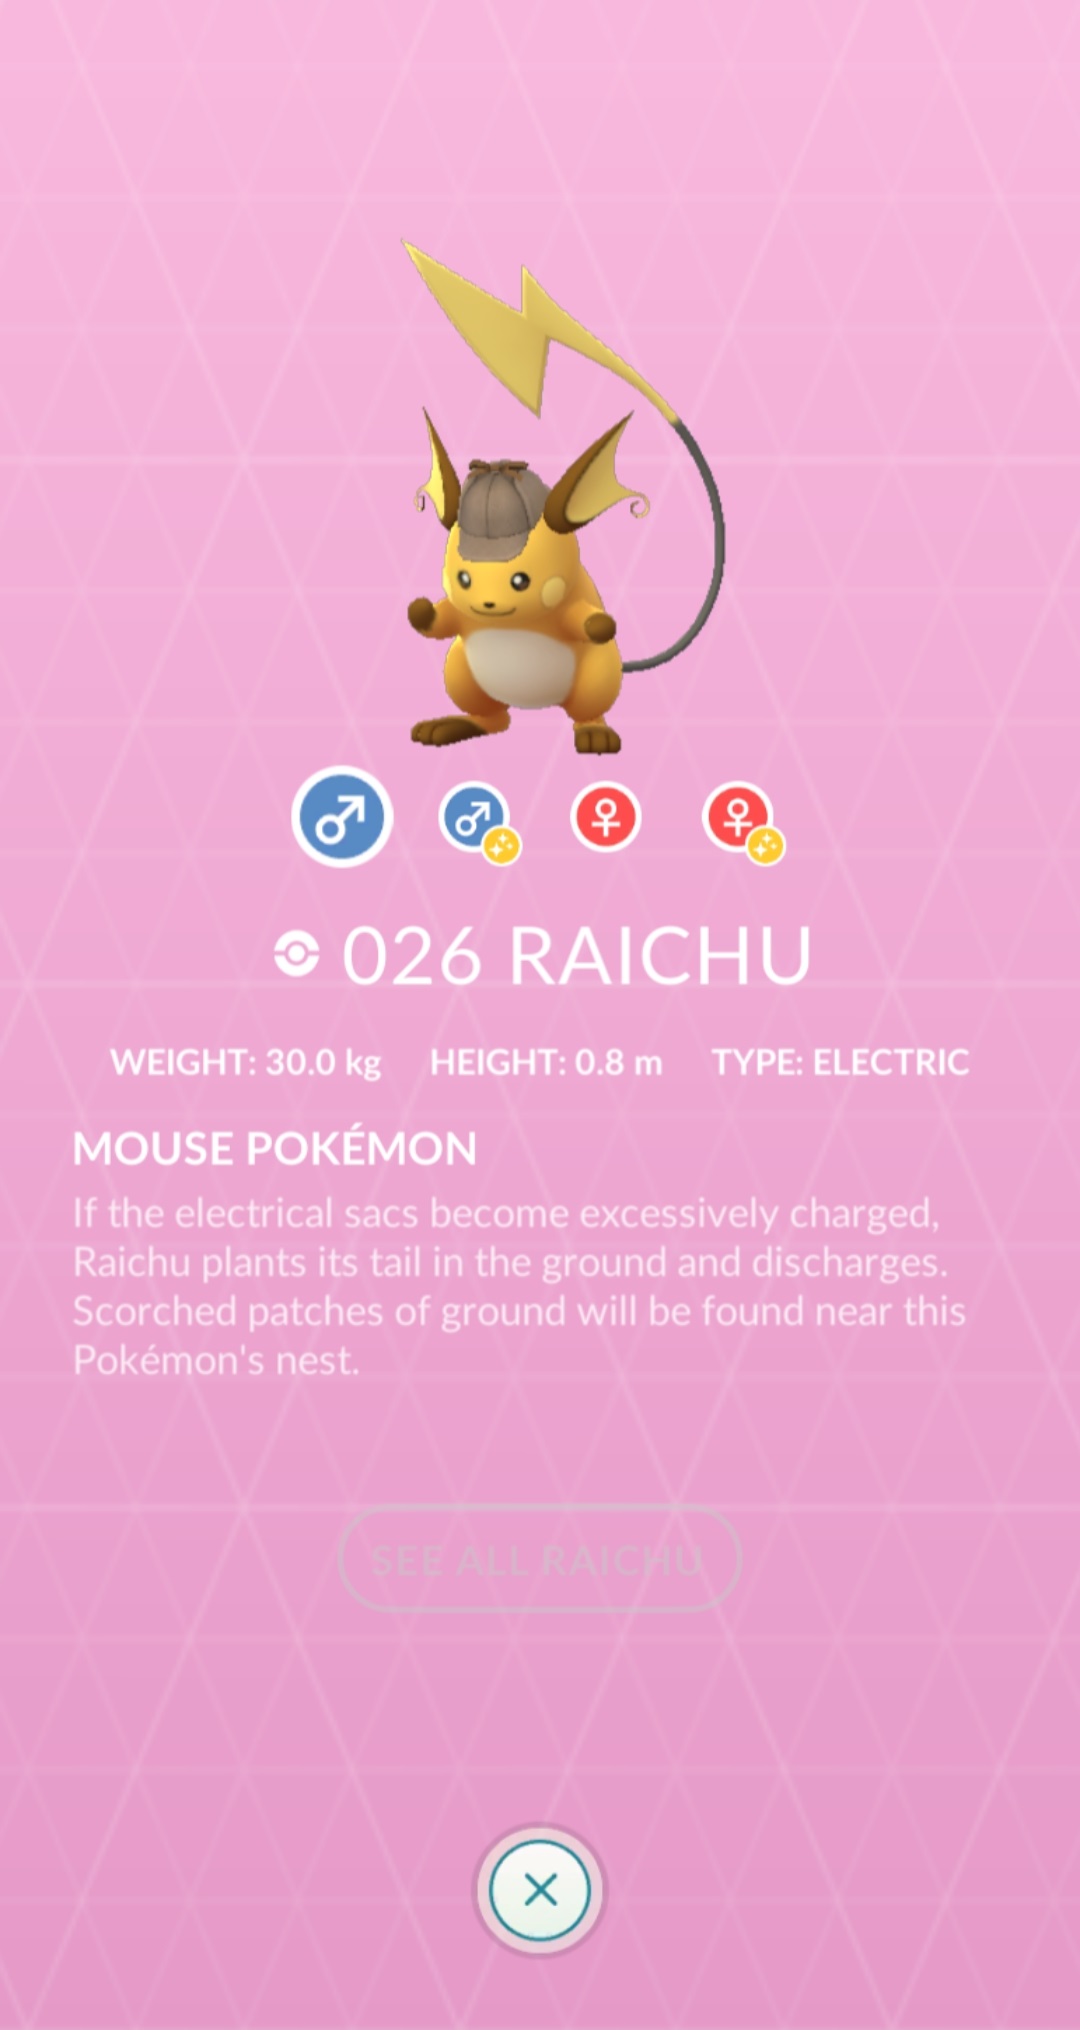 026 RAICHU
WEIGHT: 30.0 kg HEIGHT: 0.8 m TYPE: ELECTRIC
MOUSE POKÉMON
If the electrical sacs become excessively charged,
Raichu plants its tail in the ground and discharges.
Scorched patches of ground will be found near this
Pokémon's nest.
SEE ALL RAICHU